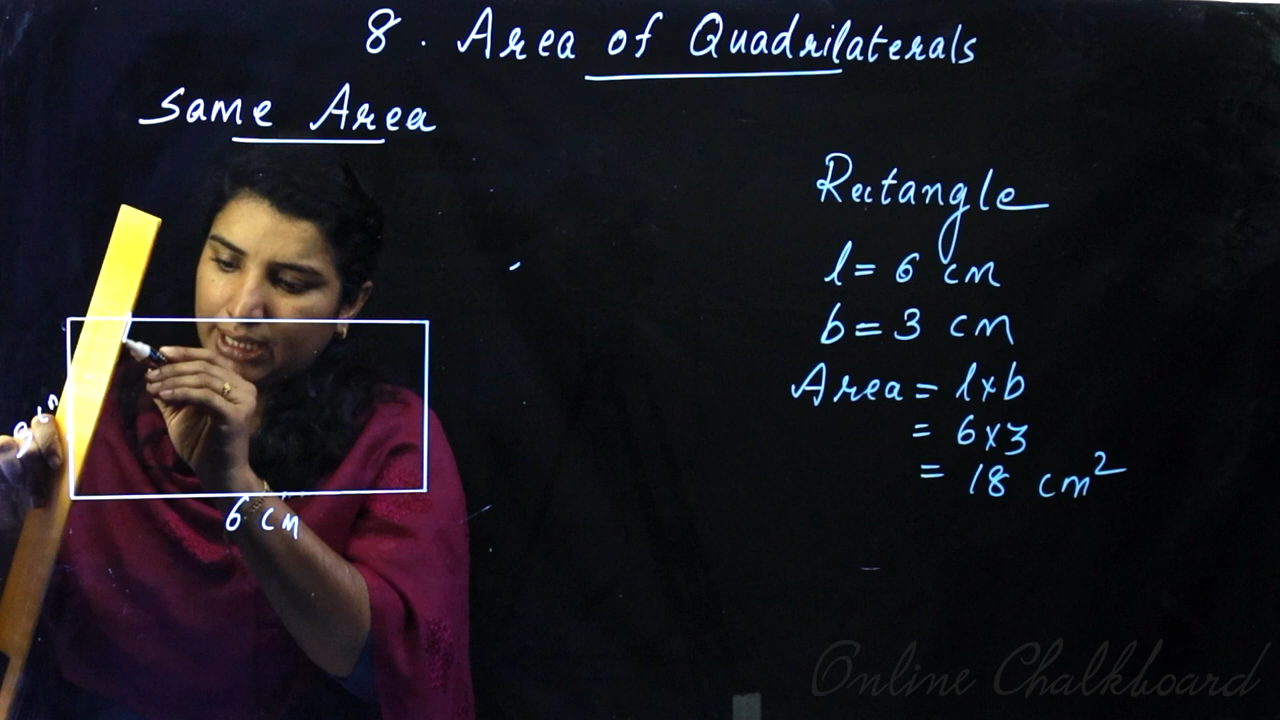 8. Area of Quadrilaterals
Same Area
6 cm
Rectangle
l = 6 cm
b = 3 cm
Area = l x b
= 6 x 3
= 18 cm²
Online Chalkboard